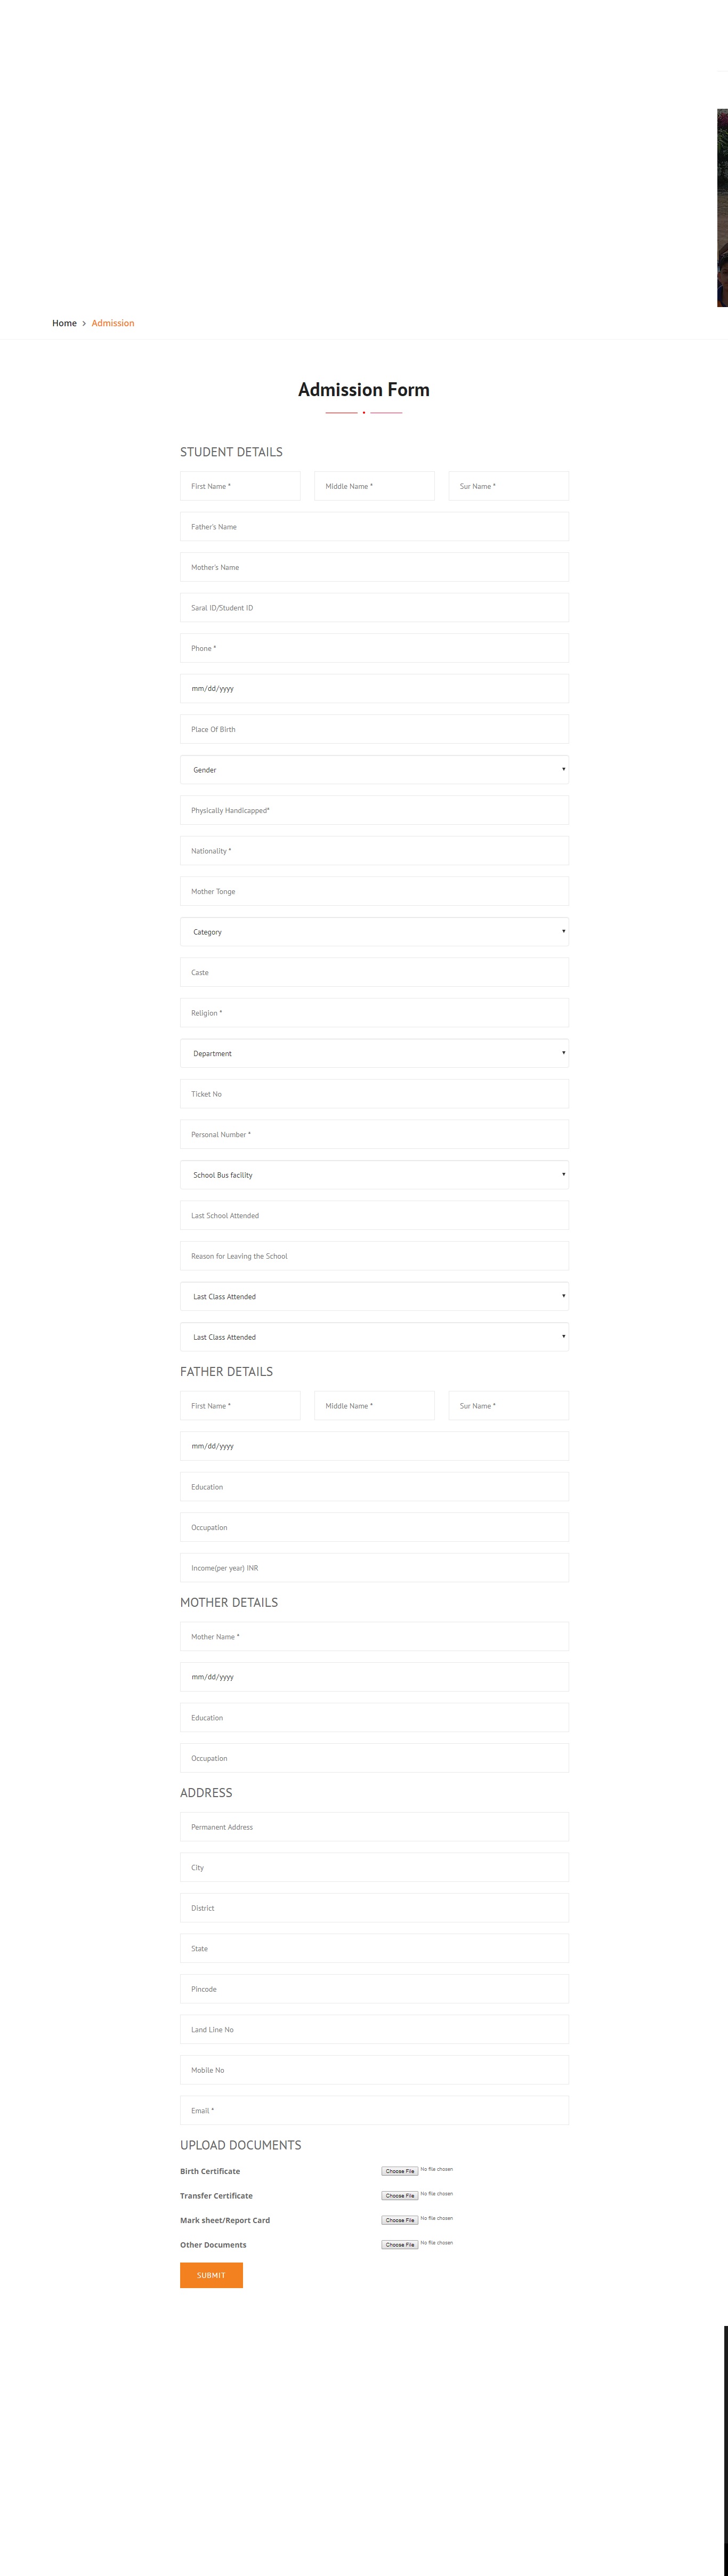 Home > Admission
Admission Form
STUDENT DETAILS
First Name * Middle Name * Sur Name *
Father's Name
Mother's Name
Saral ID/Student ID
Phone *
mm/dd/yyyy
Place Of Birth
Gender
Physically Handicapped*
Nationality *
Mother Tonge
Category
Caste
Religion *
Department
Ticket No
Personal Number *
School Bus facility
Last School Attended
Reason for Leaving the School
Last Class Attended
Last Class Attended
FATHER DETAILS
First Name * Middle Name * Sur Name *
mm/dd/yyyy
Education
Occupation
Income(per year) INR
MOTHER DETAILS
Mother Name *
mm/dd/yyyy
Education
Occupation
ADDRESS
Permanent Address
City
District
State
Pincode
Land Line No
Mobile No
Email *
UPLOAD DOCUMENTS
Birth Certificate Choose File No file chosen
Transfer Certificate Choose File No file chosen
Mark sheet/Report Card Choose File No file chosen
Other Documents Choose File No file chosen
SUBMIT